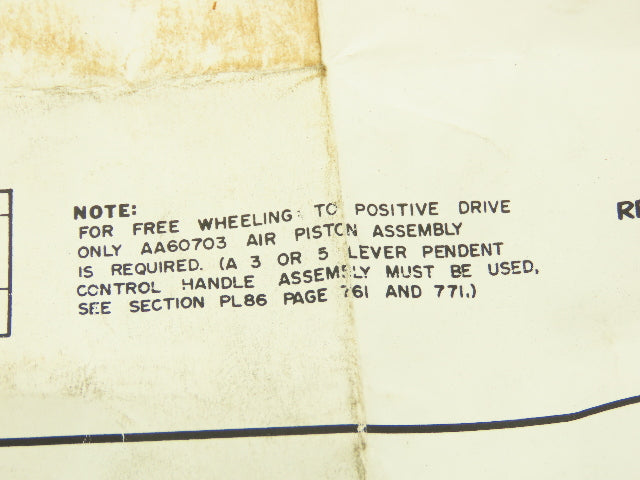 NOTE:
FOR FREE WHEELING TO POSITIVE DRIVE
ONLY AA60703 AIR PISTON ASSEMBLY
IS REQUIRED. (A 3 OR 5 LEVER PENDENT
CONTROL HANDLE ASSEMBLY MUST BE USED,
SEE SECTION PL86 PAGE 761 AND 771.)